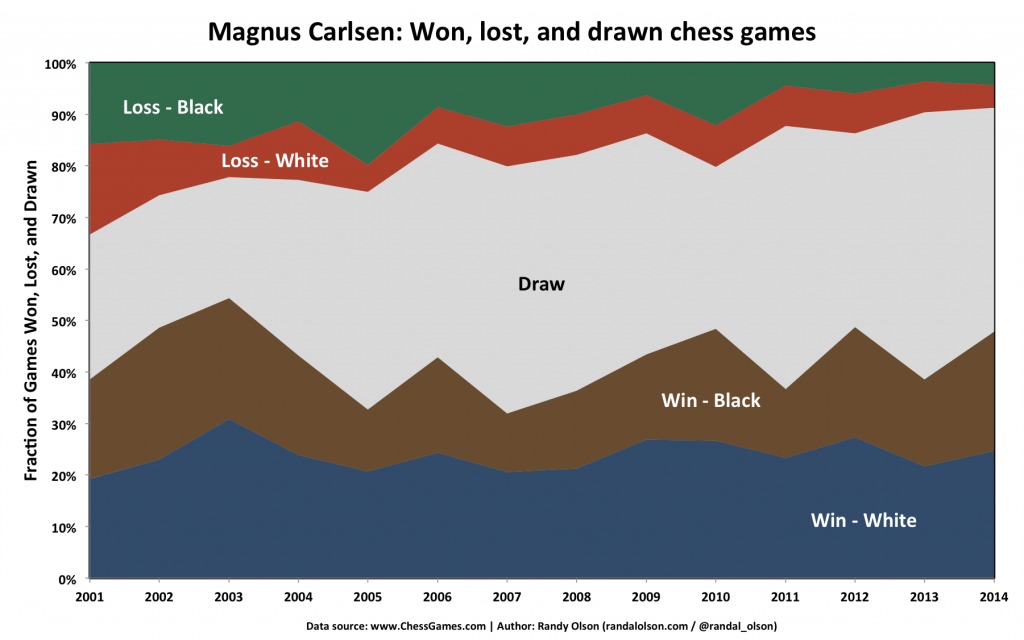 Magnus Carlsen: Won, lost, and drawn chess games
Fraction of Games Won, Lost, and Drawn
100%
90%
80%
70%
60%
50%
40%
30%
20%
10%
0%
Loss - Black
Loss - White
Draw
Win - Black
Win - White
2001 2002 2003 2004 2005 2006 2007 2008 2009 2010 2011 2012 2013 2014
Data source: www.ChessGames.com | Author: Randy Olson (randalolson.com / @randal_olson)